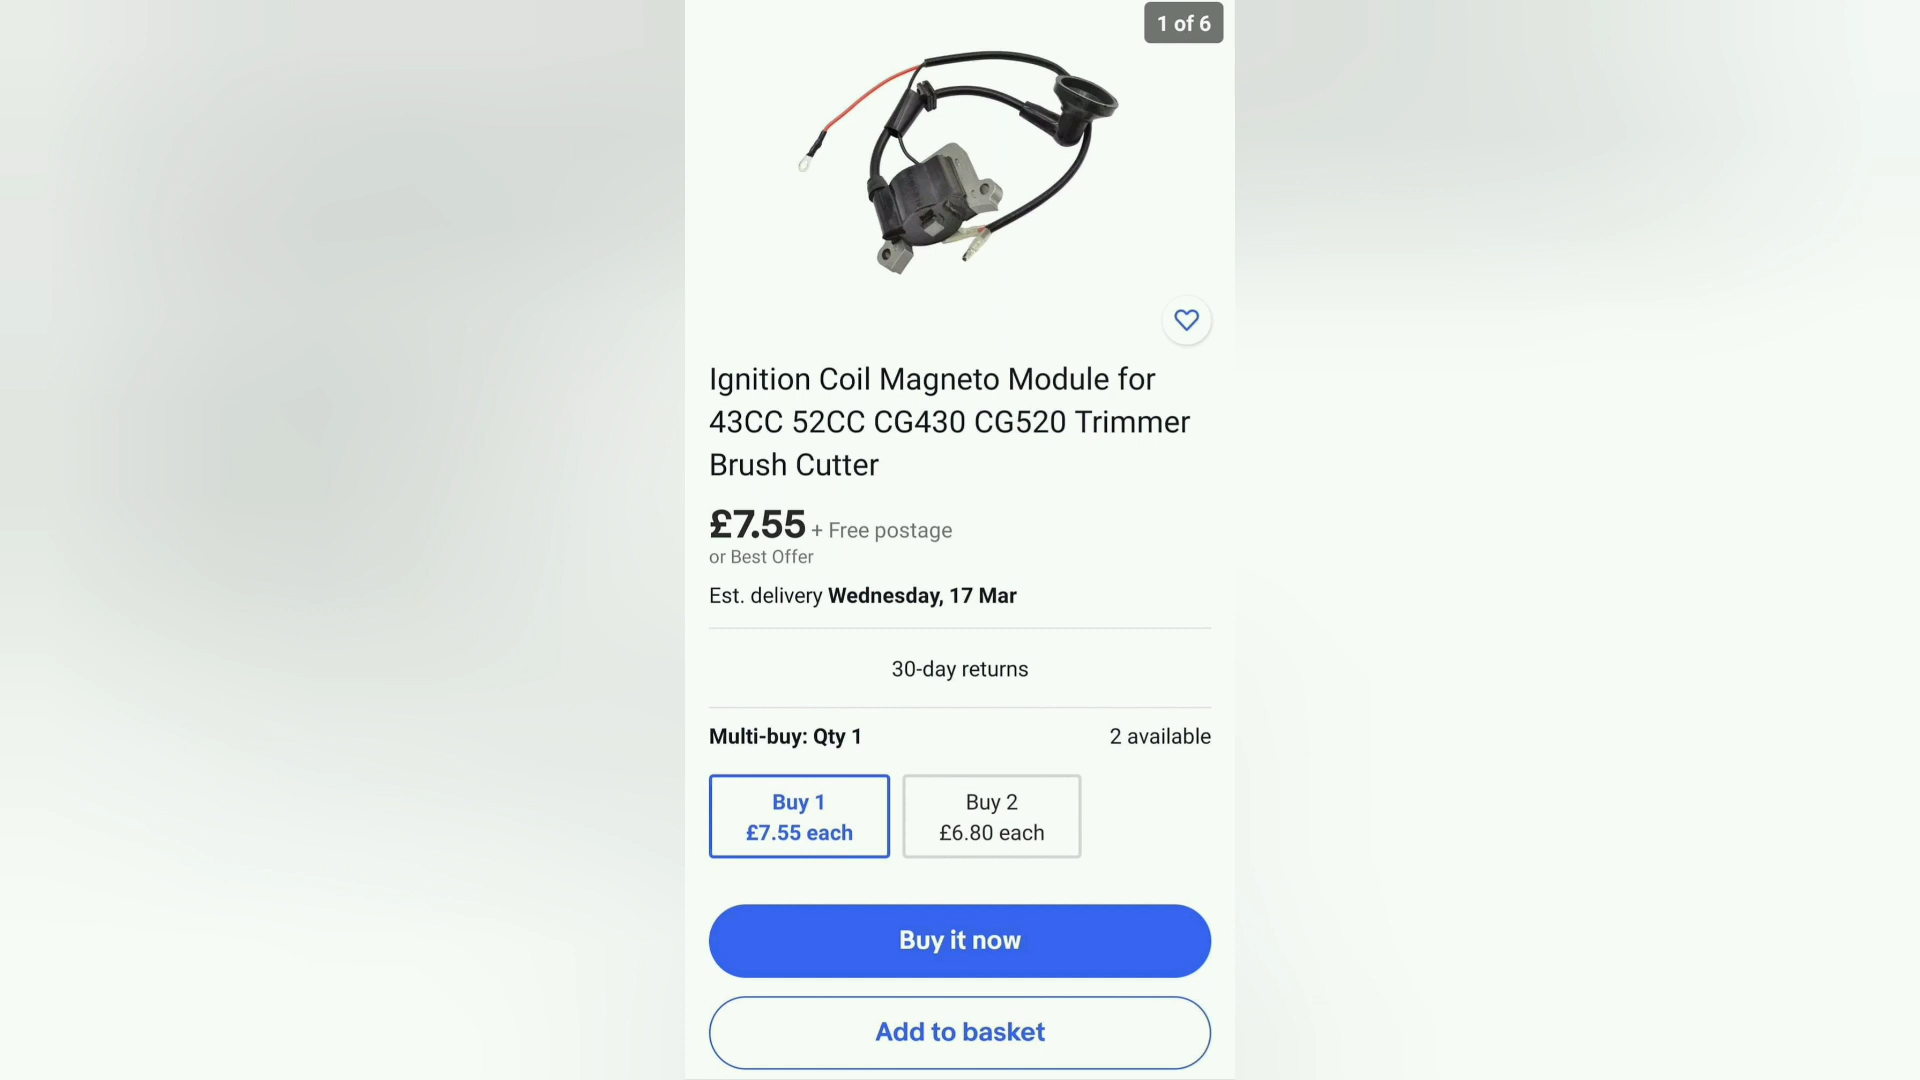 1 of 6
Ignition Coil Magneto Module for
43CC 52CC CG430 CG520 Trimmer
Brush Cutter
£7.55 + Free postage
or Best Offer
Est. delivery Wednesday, 17 Mar
30-day returns
Multi-buy: Qty 1 2 available
Buy 1 Buy 2
£7.55 each £6.80 each
Buy it now
Add to basket